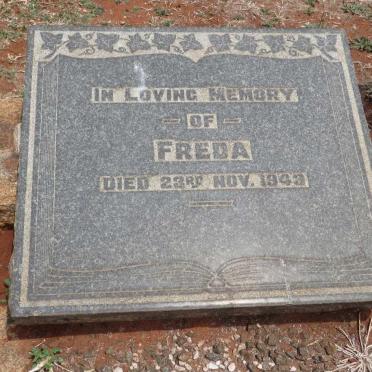 IN LOVING MEMORY
– OF –
FREDA
DIED 23RD NOV. 1943